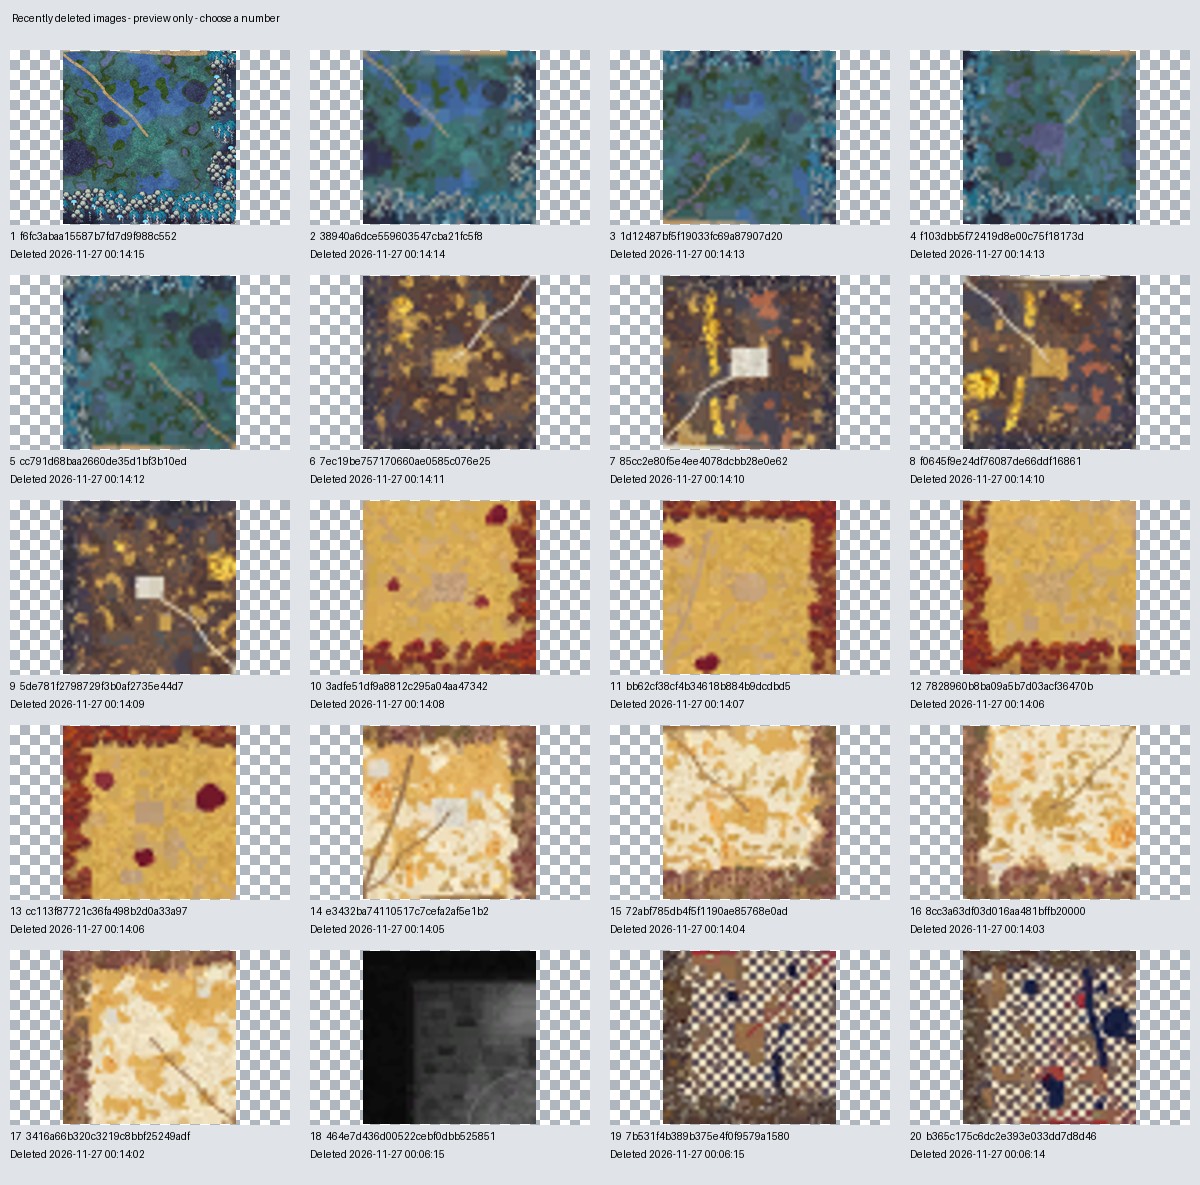 Recently deleted images - preview only - choose a number
1 f6fc3abaa15587b7fd7d9f988c552
Deleted 2026-11-27 00:14:15
2 38940a6dce559603547cba21fc5f8
Deleted 2026-11-27 00:14:14
3 1d12487bf5f19033fc69a87907d20
Deleted 2026-11-27 00:14:13
4 f103dbb5f72419d8e00c75f18173d
Deleted 2026-11-27 00:14:13
5 cc791d68baa2660de35d1bf3b10ed
Deleted 2026-11-27 00:14:12
6 7ec19be757170660ae0585c076e25
Deleted 2026-11-27 00:14:11
7 85cc2e80f5e4ee4078dcbb28e0e62
Deleted 2026-11-27 00:14:10
8 f0645f9e24df76087de66ddf16861
Deleted 2026-11-27 00:14:10
9 5de781f2798729f3b0af2735e44d7
Deleted 2026-11-27 00:14:09
10 3adfe51df9a8812c295a04aa47342
Deleted 2026-11-27 00:14:08
11 bb62cf38cf4b34618b884b9dcdbd5
Deleted 2026-11-27 00:14:07
12 7828960b8ba09a5b7d03acf36470b
Deleted 2026-11-27 00:14:06
13 cc113f87721c36fa498b2d0a33a97
Deleted 2026-11-27 00:14:06
14 e3432ba74110517c7cefa2af5e1b2
Deleted 2026-11-27 00:14:05
15 72abf785db4f5f1190ae85768e0ad
Deleted 2026-11-27 00:14:04
16 8cc3a63df03d016aa481bffb20000
Deleted 2026-11-27 00:14:03
17 3416a66b320c3219c8bbf25249adf
Deleted 2026-11-27 00:14:02
18 464e7d436d00522cebf0dbb525851
Deleted 2026-11-27 00:06:15
19 7b531f4b389b375e4f0f9579a1580
Deleted 2026-11-27 00:06:15
20 b365c175c6dc2e393e033dd7d8d46
Deleted 2026-11-27 00:06:14